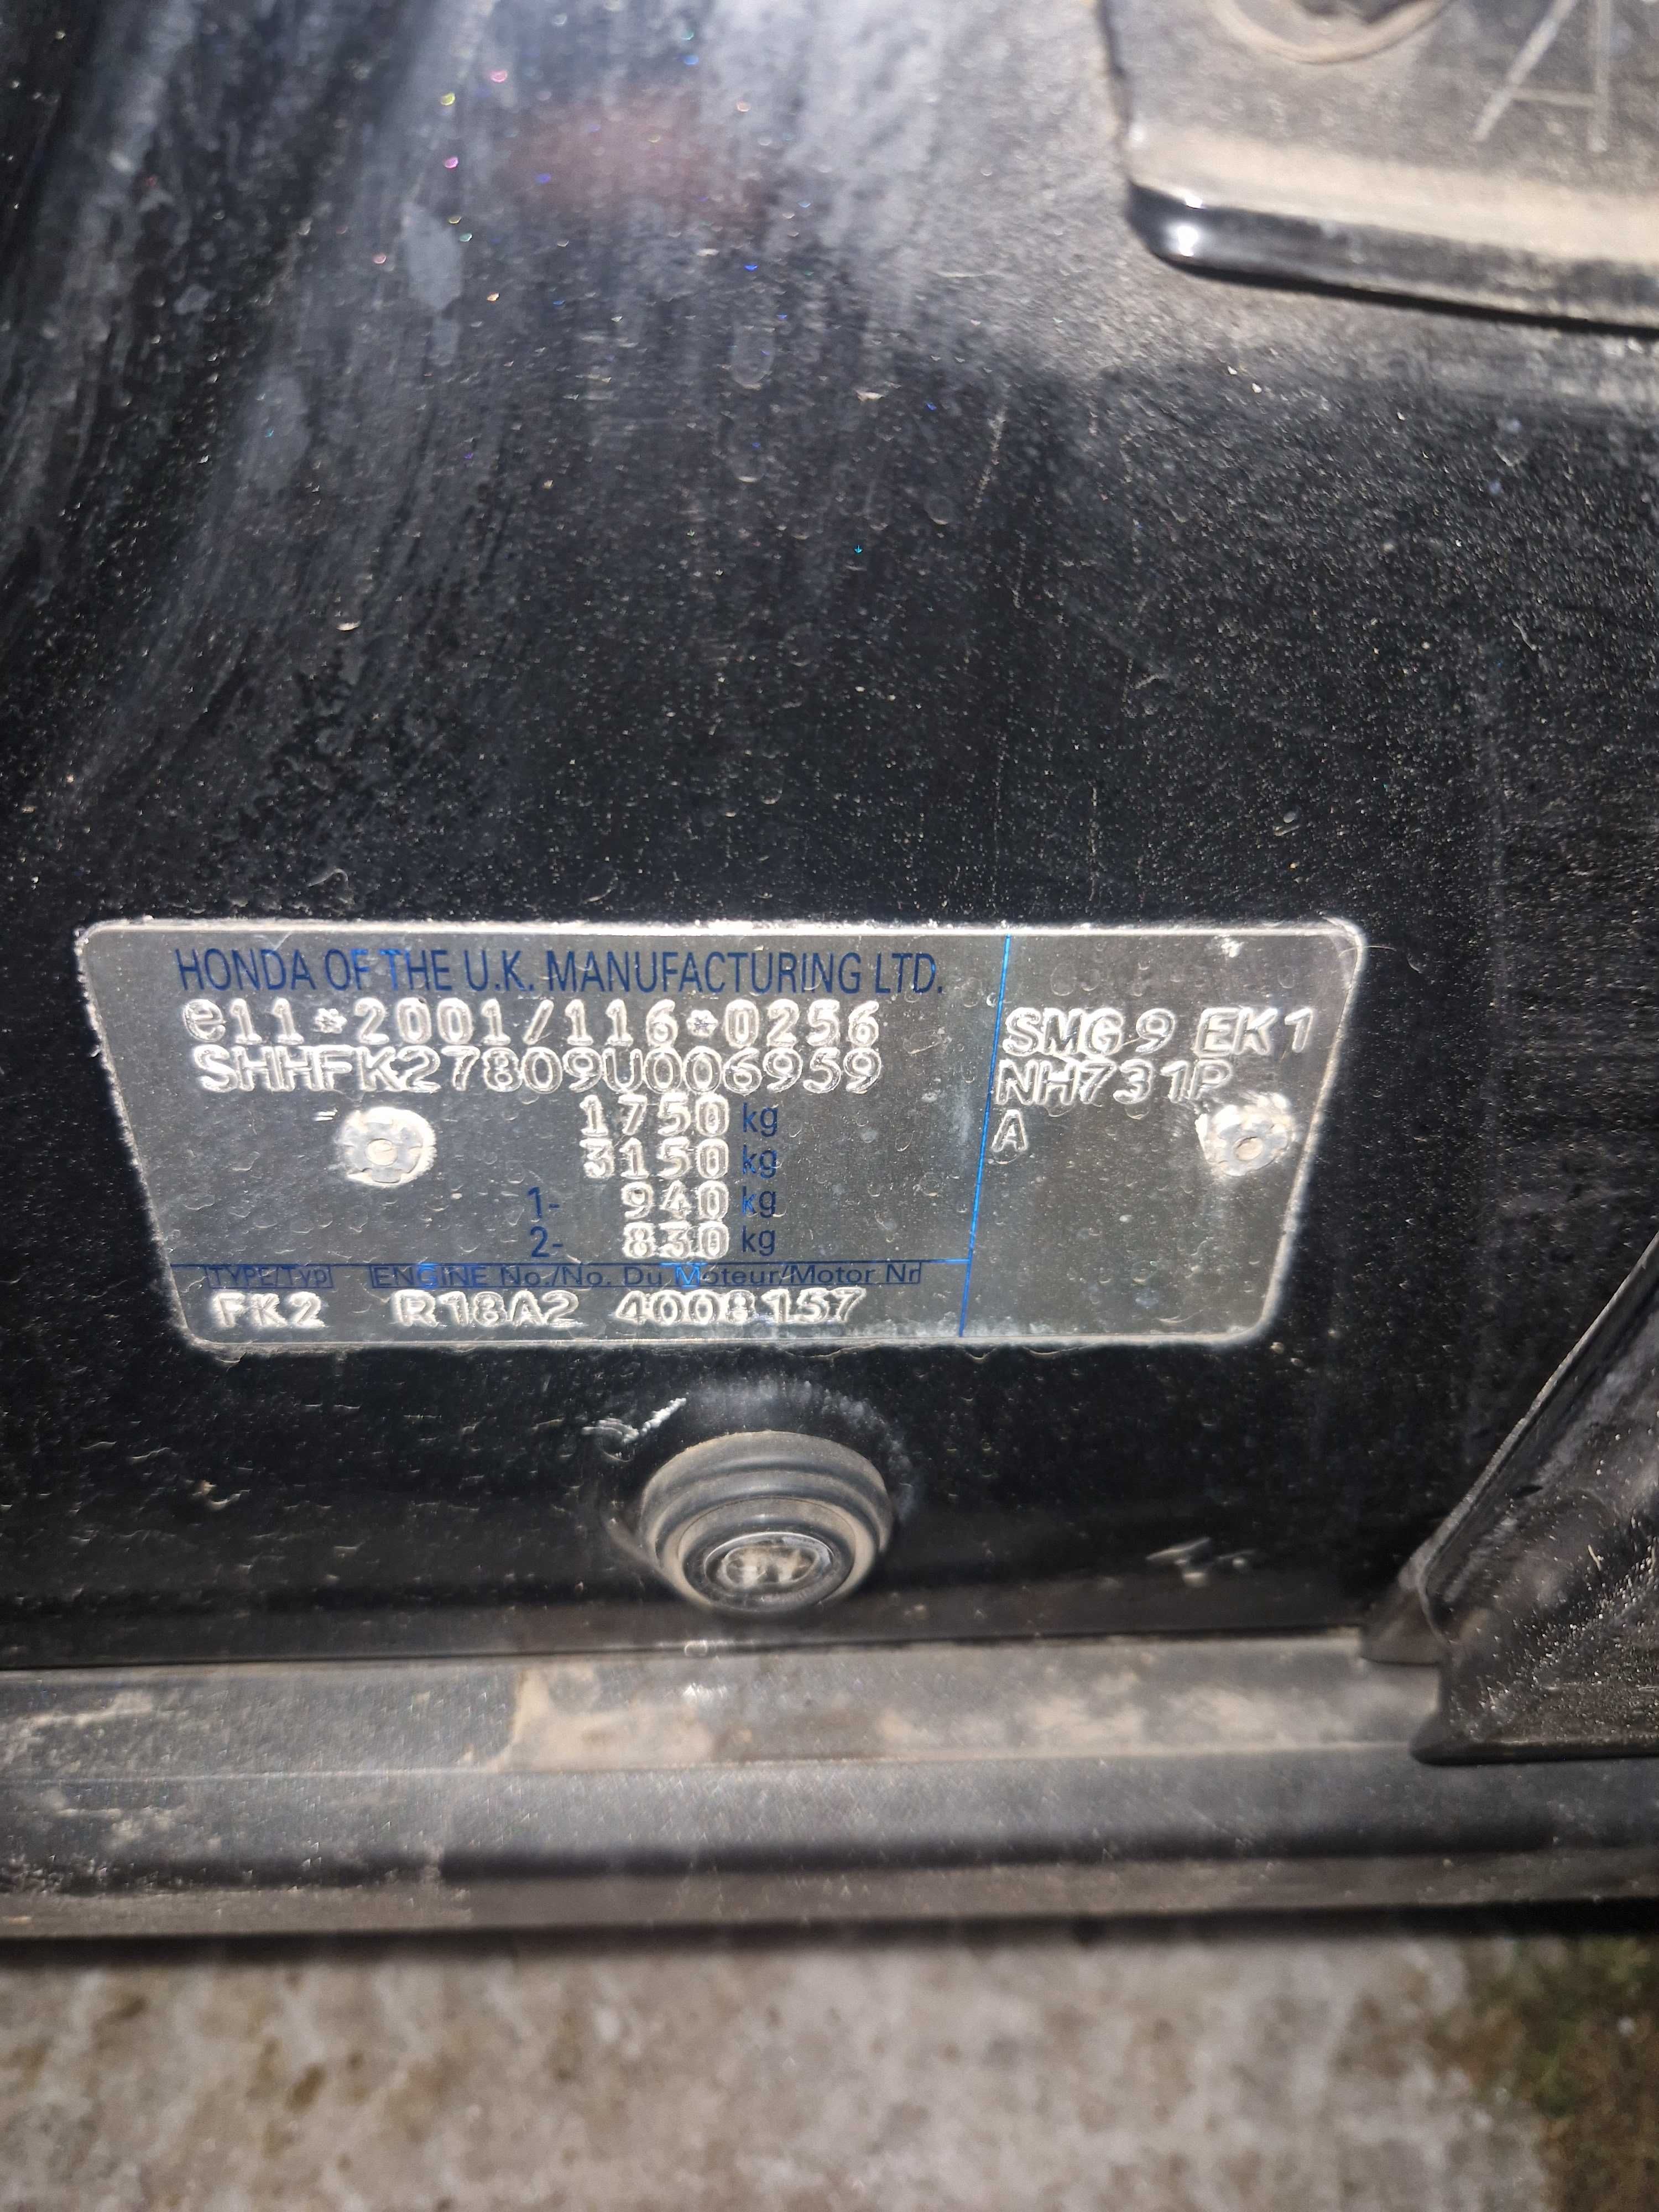 HONDA OF THE U.K. MANUFACTURING LTD.
e11*2001/116*0256
SHHFK27809U006959
1750 kg
3150 kg
1- 940 kg
2- 830 kg
TYPE/Typ ENGINE No./No. Du Moteur/Motor Nr
FK2 R18A2 4008157
SMG9 EK1
NH731P
A